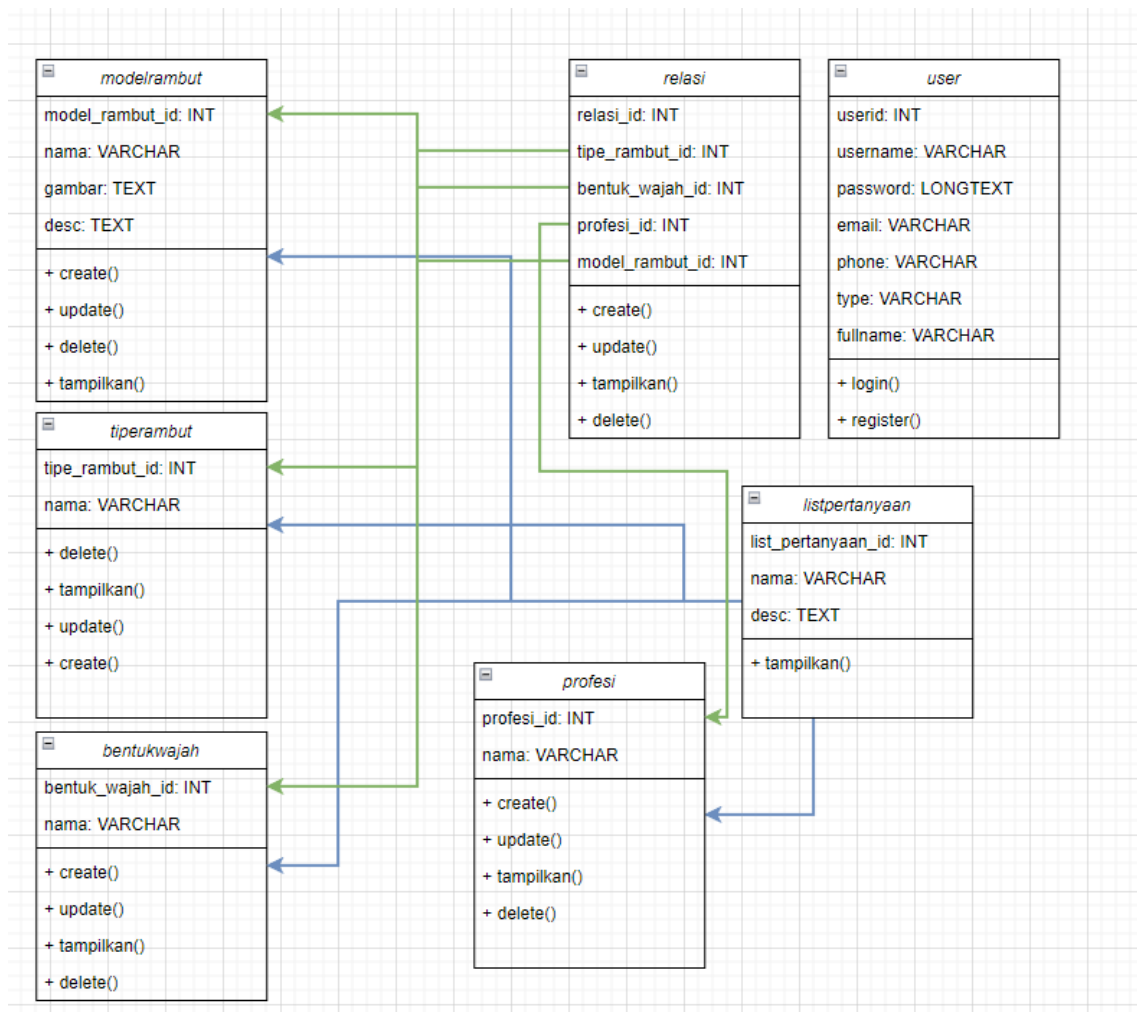 modelrambut
model_rambut_id: INT
nama: VARCHAR
gambar: TEXT
desc: TEXT
+ create()
+ update()
+ delete()
+ tampilkan()
tiperambut
tipe_rambut_id: INT
nama: VARCHAR
+ delete()
+ tampilkan()
+ update()
+ create()
bentukwajah
bentuk_wajah_id: INT
nama: VARCHAR
+ create()
+ update()
+ tampilkan()
+ delete()
relasi
relasi_id: INT
tipe_rambut_id: INT
bentuk_wajah_id: INT
profesi_id: INT
model_rambut_id: INT
+ create()
+ update()
+ tampilkan()
+ delete()
user
userid: INT
username: VARCHAR
password: LONGTEXT
email: VARCHAR
phone: VARCHAR
type: VARCHAR
fullname: VARCHAR
+ login()
+ register()
listpertanyaan
list_pertanyaan_id: INT
nama: VARCHAR
desc: TEXT
+ tampilkan()
profesi
profesi_id: INT
nama: VARCHAR
+ create()
+ update()
+ tampilkan()
+ delete()